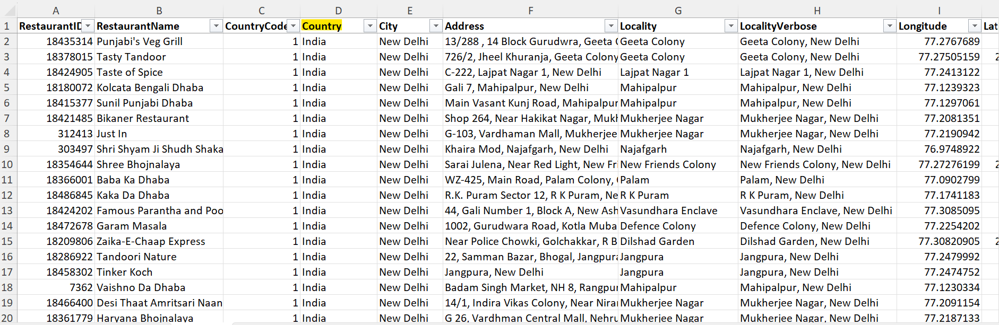 A B C D E F G H I
1 RestaurantID RestaurantName CountryCode Country City Address Locality LocalityVerbose Longitude Lat
2 18435314 Punjabi's Veg Grill 1 India New Delhi 13/288 , 14 Block Gurudwra, Geeta Geeta Colony Geeta Colony, New Delhi 77.2767689
3 18378015 Tasty Tandoor 1 India New Delhi 726/2, Jheel Khuranja, Geeta Colony Geeta Colony Geeta Colony, New Delhi 77.27505159 2
4 18424905 Taste of Spice 1 India New Delhi C-222, Lajpat Nagar 1, New Delhi Lajpat Nagar 1 Lajpat Nagar 1, New Delhi 77.2413122
5 18180072 Kolcata Bengali Dhaba 1 India New Delhi Gali 7, Mahipalpur, New Delhi Mahipalpur Mahipalpur, New Delhi 77.1239323
6 18415377 Sunil Punjabi Dhaba 1 India New Delhi Main Vasant Kunj Road, Mahipalpur Mahipalpur Mahipalpur, New Delhi 77.1297061
7 18421485 Bikaner Restaurant 1 India New Delhi Shop 264, Near Hakikat Nagar, Muk Mukherjee Nagar Mukherjee Nagar, New Delhi 77.2081351
8 312413 Just In 1 India New Delhi G-103, Vardhaman Mall, Mukherjee Mukherjee Nagar Mukherjee Nagar, New Delhi 77.2190942
9 303497 Shri Shyam Ji Shudh Shaka 1 India New Delhi Khaira Mod, Najafgarh, New Delhi Najafgarh Najafgarh, New Delhi 76.9748922
10 18354644 Shree Bhojnalaya 1 India New Delhi Sarai Julena, Near Red Light, New Fri New Friends Colony New Friends Colony, New Delhi 77.27276199 2
11 18366001 Baba Ka Dhaba 1 India New Delhi WZ-425, Main Road, Palam Colony, Palam Palam, New Delhi 77.0902799
12 18486845 Kaka Da Dhaba 1 India New Delhi R.K. Puram Sector 12, R K Puram, Ne R K Puram R K Puram, New Delhi 77.1741183
13 18424202 Famous Parantha and Poo 1 India New Delhi 44, Gali Number 1, Block A, New Ash Vasundhara Enclave Vasundhara Enclave, New Delhi 77.3085095
14 18472678 Garam Masala 1 India New Delhi 1002, Gurudwara Road, Kotla Muba Defence Colony Defence Colony, New Delhi 77.2254202
15 18209806 Zaika-E-Chaap Express 1 India New Delhi Near Police Chowki, Golchakkar, R B Dilshad Garden Dilshad Garden, New Delhi 77.30820905 2
16 18286922 Tandoori Nature 1 India New Delhi 22, Samman Bazar, Bhogal, Jangpura Jangpura Jangpura, New Delhi 77.2479992
17 18458302 Tinker Koch 1 India New Delhi Jangpura, New Delhi Jangpura Jangpura, New Delhi 77.2474752
18 7362 Vaishno Da Dhaba 1 India New Delhi Badam Singh Market, NH 8, Rangpur Mahipalpur Mahipalpur, New Delhi 77.1230334
19 18466400 Desi Thaat Amritsari Naan 1 India New Delhi 14/1, Indira Vikas Colony, Near Nira Mukherjee Nagar Mukherjee Nagar, New Delhi 77.2091154
20 18361779 Haryana Bhojnalaya 1 India New Delhi G 26, Vardhman Central Mall, Nehru Mukherjee Nagar Mukherjee Nagar, New Delhi 77.2187133